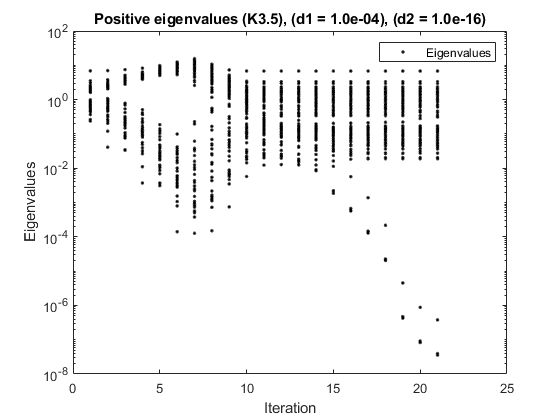 Positive eigenvalues (K3.5), (d1 = 1.0e-04), (d2 = 1.0e-16)
Eigenvalues
10^2
10^0
10^-2
10^-4
10^-6
10^-8
Eigenvalues
0 5 10 15 20 25
Iteration